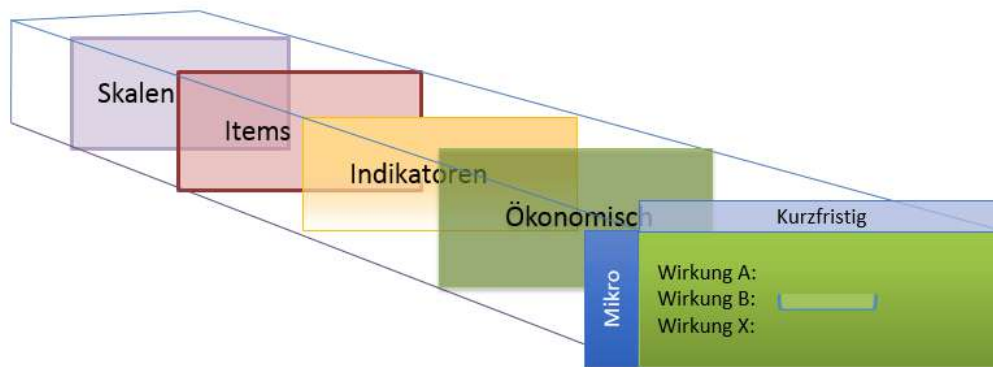 Skalen
Items
Indikatoren
Ökonomisch
Kurzfristig
Mikro
Wirkung A:
Wirkung B:
Wirkung X: